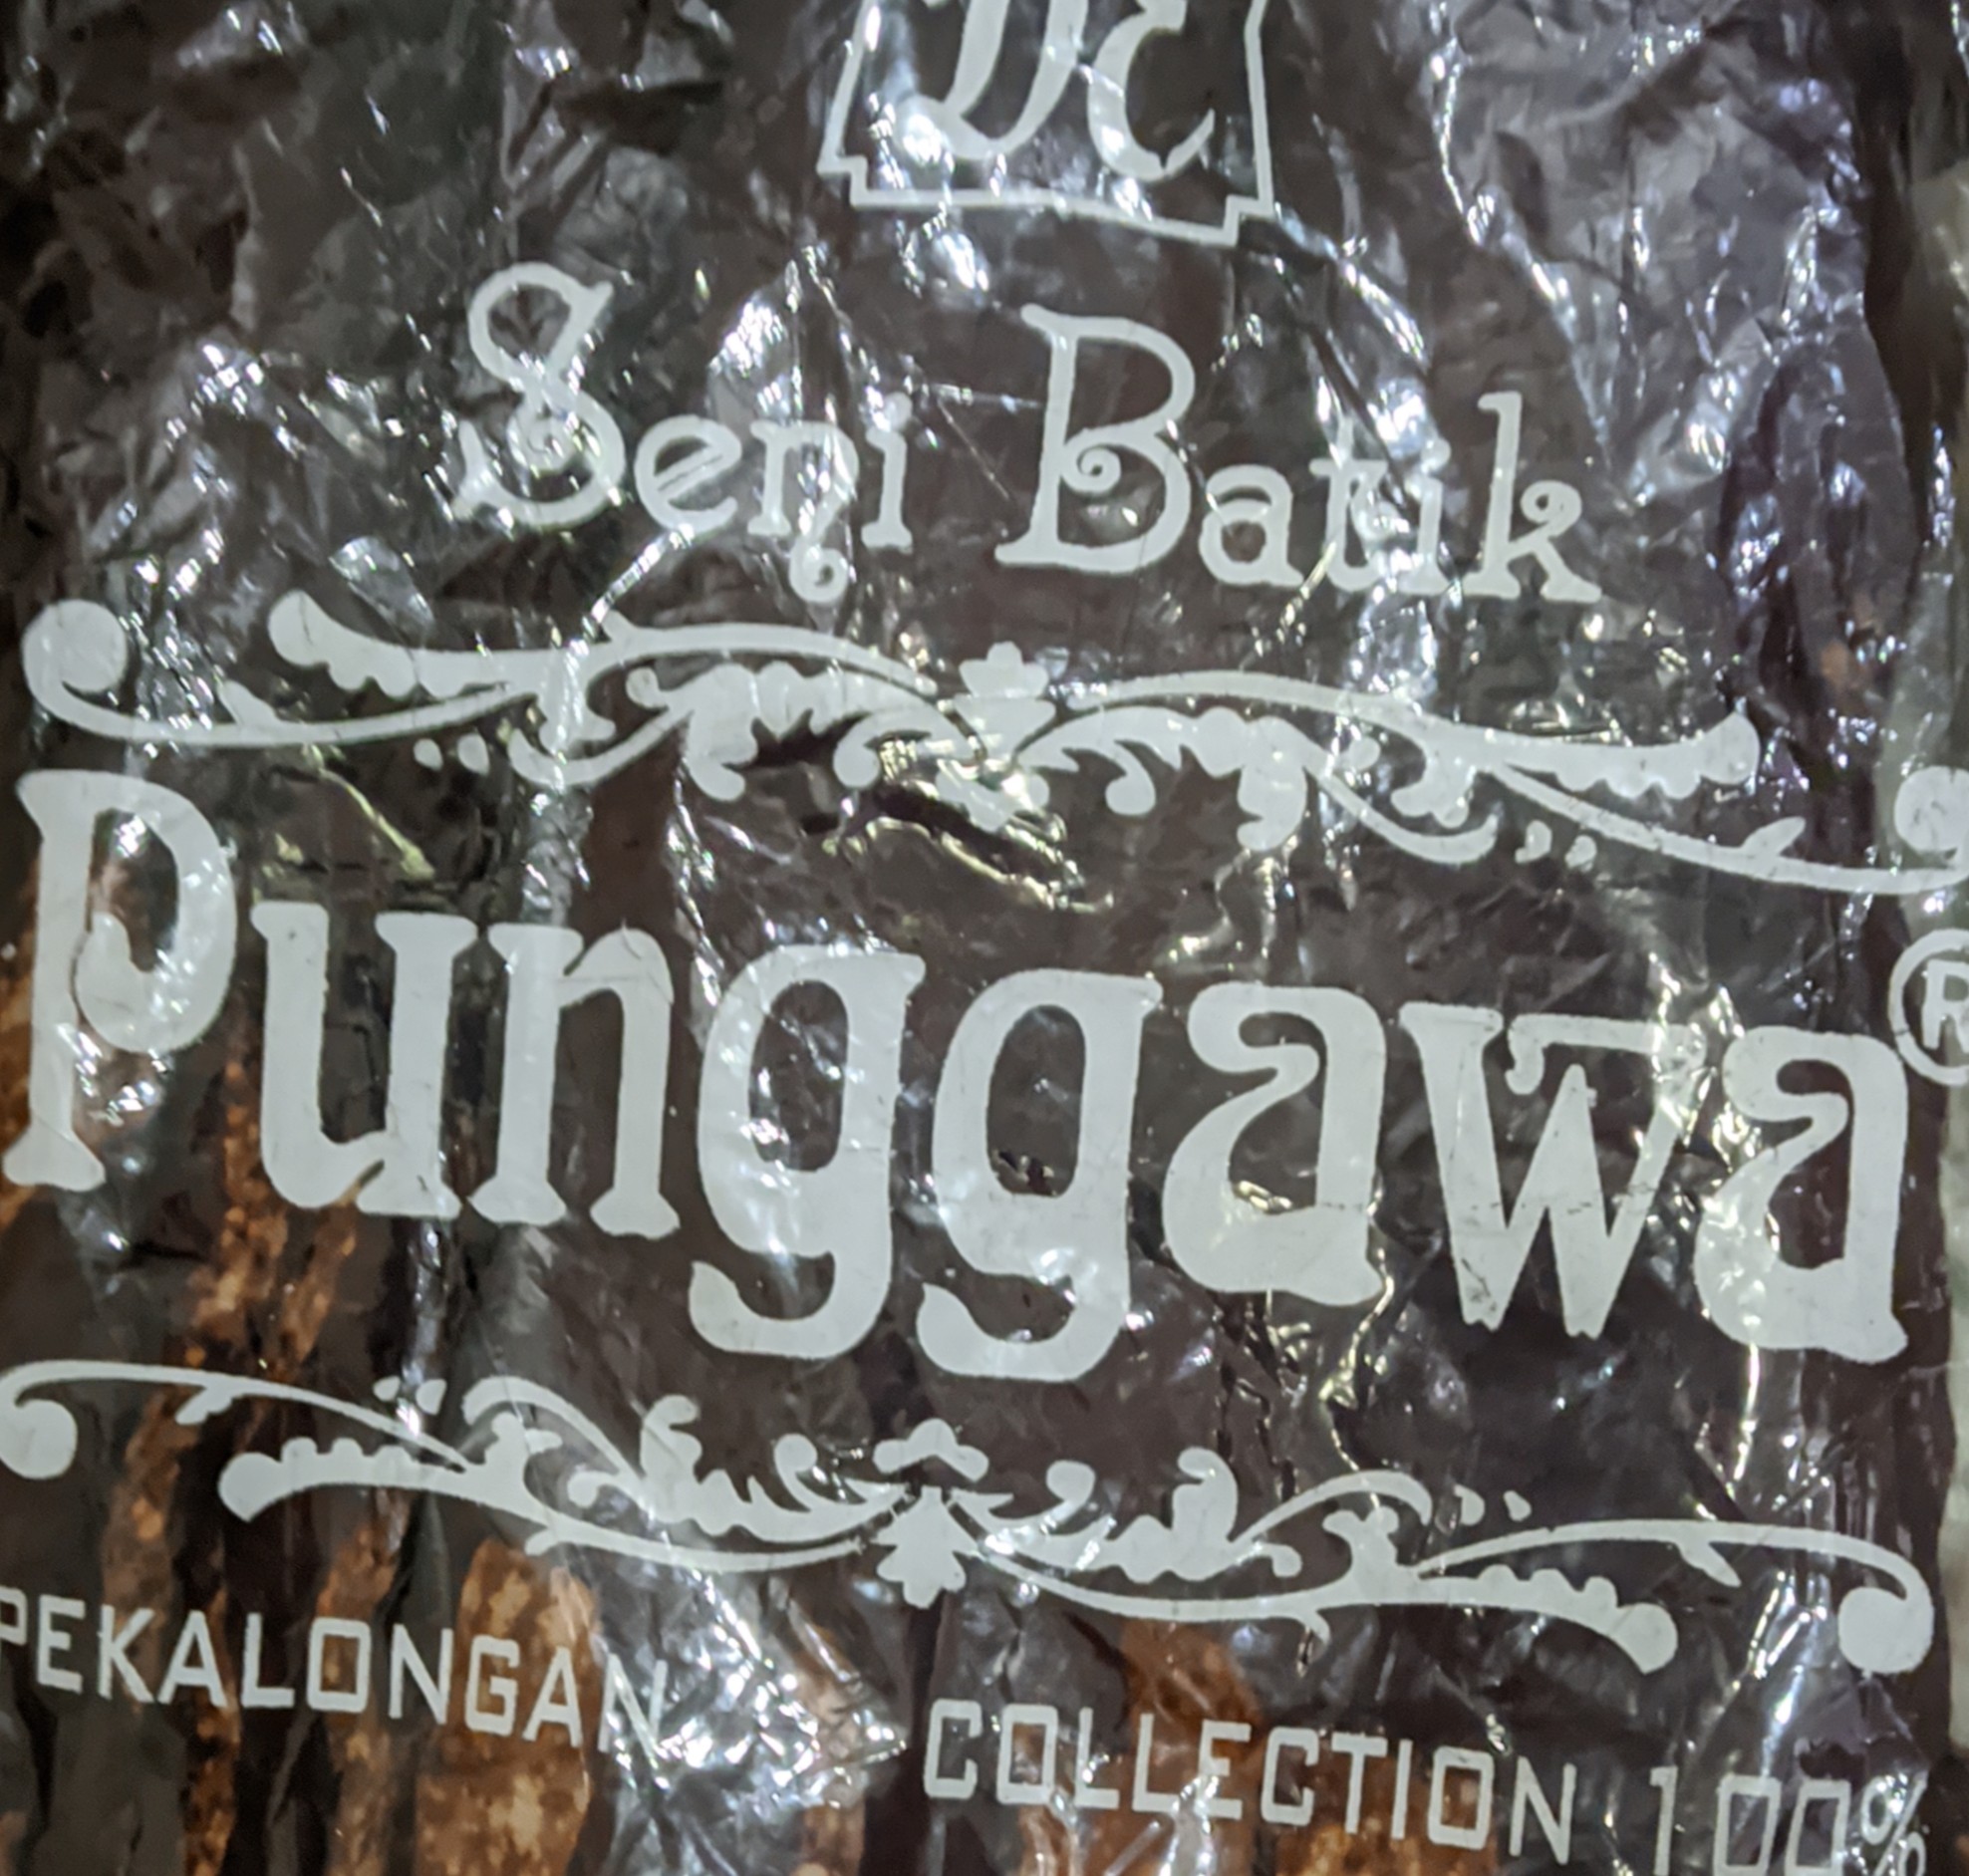 Seni Batik
Punggawa®
PEKALONGAN COLLECTION 100%